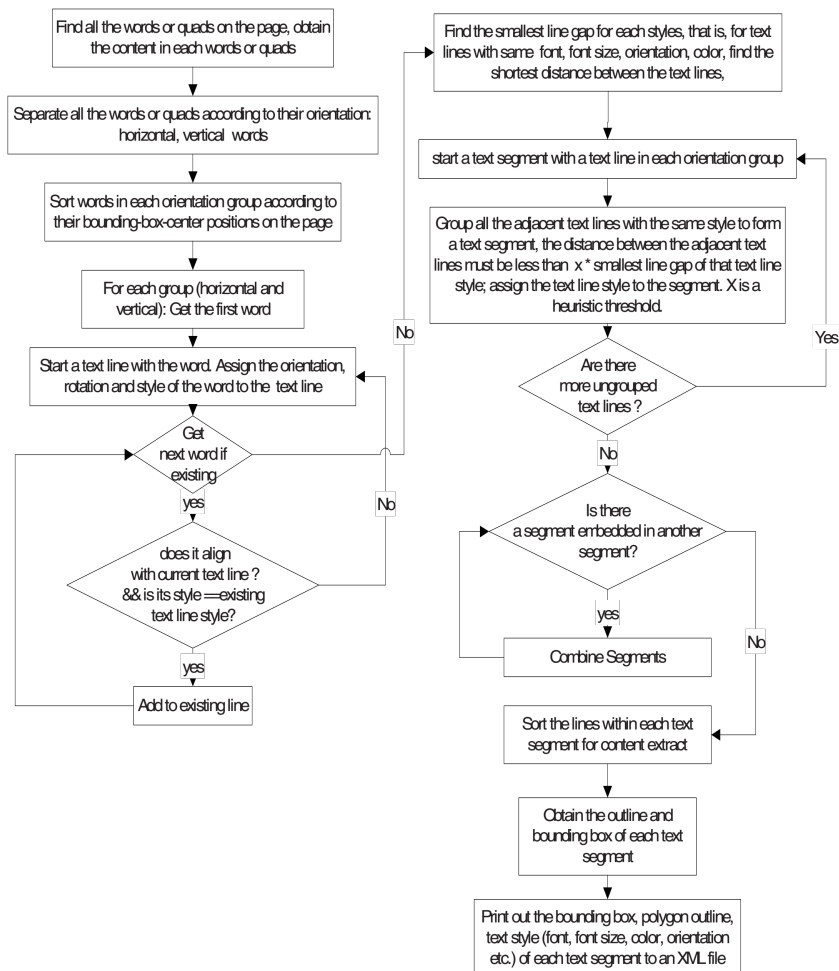 Find all the words or quads on the page, obtain
the content in each words or quads
Separate all the words or quads according to their orientation:
horizontal, vertical words
Sort words in each orientation group according to
their bounding-box-center positions on the page
For each group (horizontal and
vertical): Get the first word
Start a text line with the word. Assign the orientation,
rotation and style of the word to the text line
Get
next word if
existing
yes
No
No
does it align
with current text line ?
&& is its style ==existing
text line style?
yes
Add to existing line
Find the smallest line gap for each styles, that is, for text
lines with same font, font size, orientation, color, find the
shortest distance between the text lines,
start a text segment with a text line in each orientation group
Group all the adjacent text lines with the same style to form
a text segment, the distance between the adjacent text
lines must be less than x * smallest line gap of that text line
style; assign the text line style to the segment. X is a
heuristic threshold.
Yes
Are there
more ungrouped
text lines ?
No
Is there
a segment embedded in another
segment?
yes
No
Combine Segments
Sort the lines within each text
segment for content extract
Obtain the outline and
bounding box of each text
segment
Print out the bounding box, polygon outline,
text style (font, font size, color, orientation
etc.) of each text segment to an XML file